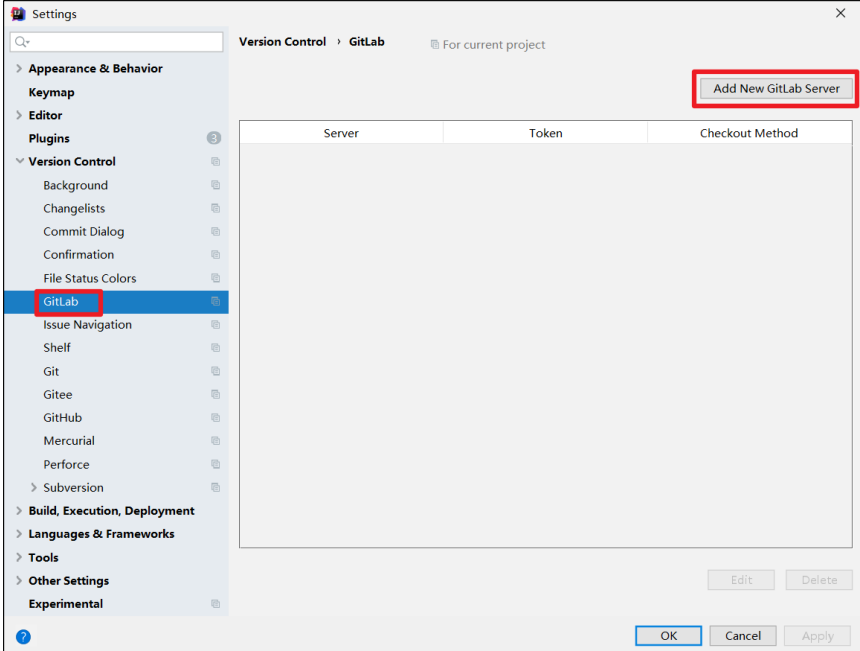 Settings
Version Control › GitLab
For current project
Appearance & Behavior
Keymap
Editor
Plugins 3
Version Control
Background
Changelists
Commit Dialog
Confirmation
File Status Colors
GitLab
Issue Navigation
Shelf
Git
Gitee
GitHub
Mercurial
Perforce
Subversion
Build, Execution, Deployment
Languages & Frameworks
Tools
Other Settings
Experimental
Add New GitLab Server
Server Token Checkout Method
Edit Delete
? OK Cancel Apply